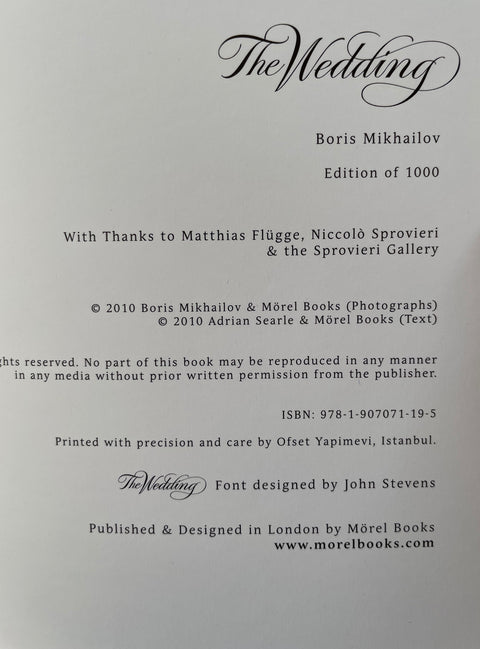 The Wedding
Boris Mikhailov
Edition of 1000
With Thanks to Matthias Flügge, Niccolò Sprovieri
& the Sprovieri Gallery
© 2010 Boris Mikhailov & Mörel Books (Photographs)
© 2010 Adrian Searle & Mörel Books (Text)
ghts reserved. No part of this book may be reproduced in any manner
in any media without prior written permission from the publisher.
ISBN: 978-1-907071-19-5
Printed with precision and care by Ofset Yapimevi, Istanbul.
The Wedding Font designed by John Stevens
Published & Designed in London by Mörel Books
www.morelbooks.com